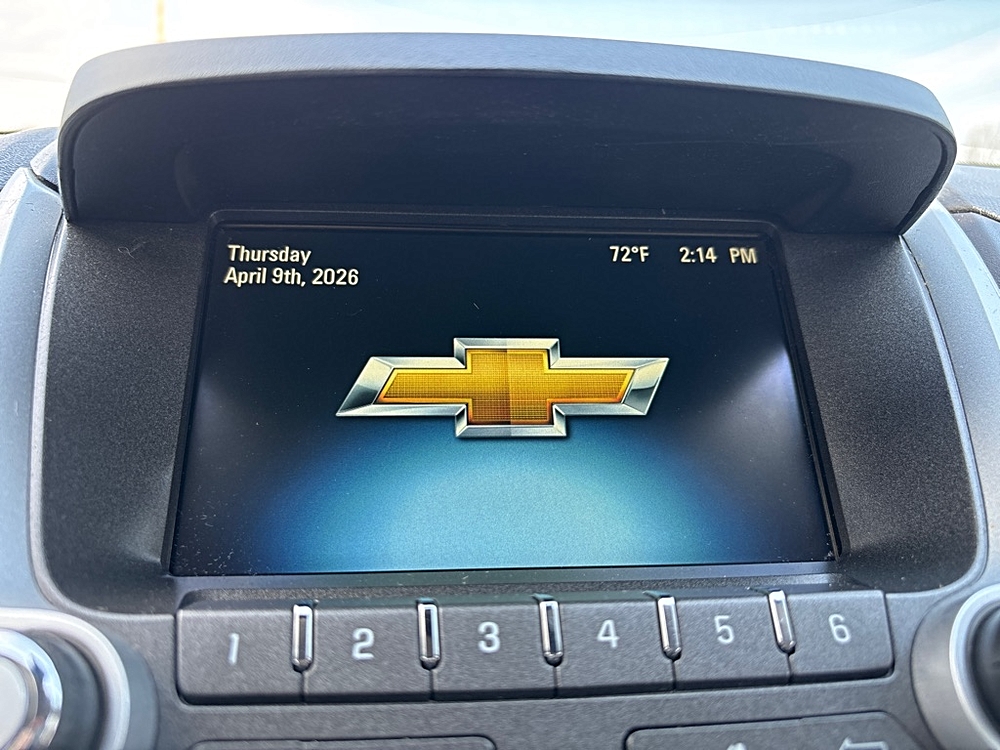 Thursday 72°F 2:14 PM
April 9th, 2026
1 2 3 4 5 6